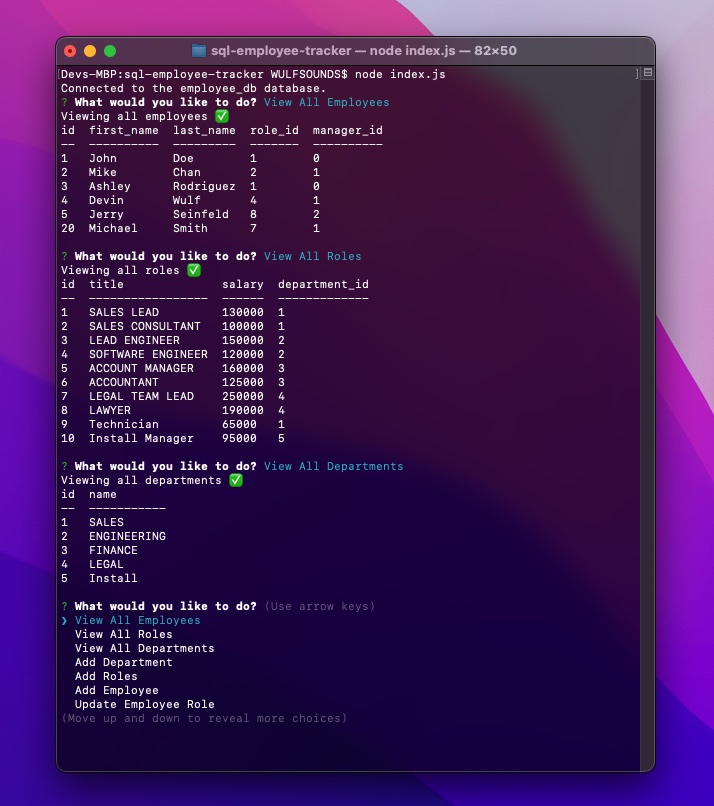 sql-employee-tracker — node index.js — 82×50
[Devs-MBP:sql-employee-tracker WULFSOUNDS$ node index.js ]
Connected to the employee_db database.
? What would you like to do? View All Employees
Viewing all employees ✅
id  first_name  last_name  role_id  manager_id
——  ——————————  —————————  ———————  ——————————
1   John        Doe        1        0
2   Mike        Chan       2        1
3   Ashley      Rodriguez  1        0
4   Devin       Wulf       4        1
5   Jerry       Seinfeld   8        2
20  Michael     Smith      7        1
? What would you like to do? View All Roles
Viewing all roles ✅
id  title              salary  department_id
——  —————————————————  ——————  —————————————
1   SALES LEAD         130000  1
2   SALES CONSULTANT   100000  1
3   LEAD ENGINEER      150000  2
4   SOFTWARE ENGINEER  120000  2
5   ACCOUNT MANAGER    160000  3
6   ACCOUNTANT         125000  3
7   LEGAL TEAM LEAD    250000  4
8   LAWYER             190000  4
9   Technician         65000   1
10  Install Manager    95000   5
? What would you like to do? View All Departments
Viewing all departments ✅
id  name
——  ———————————
1   SALES
2   ENGINEERING
3   FINANCE
4   LEGAL
5   Install
? What would you like to do? (Use arrow keys)
❯ View All Employees
  View All Roles
  View All Departments
  Add Department
  Add Roles
  Add Employee
  Update Employee Role
(Move up and down to reveal more choices)